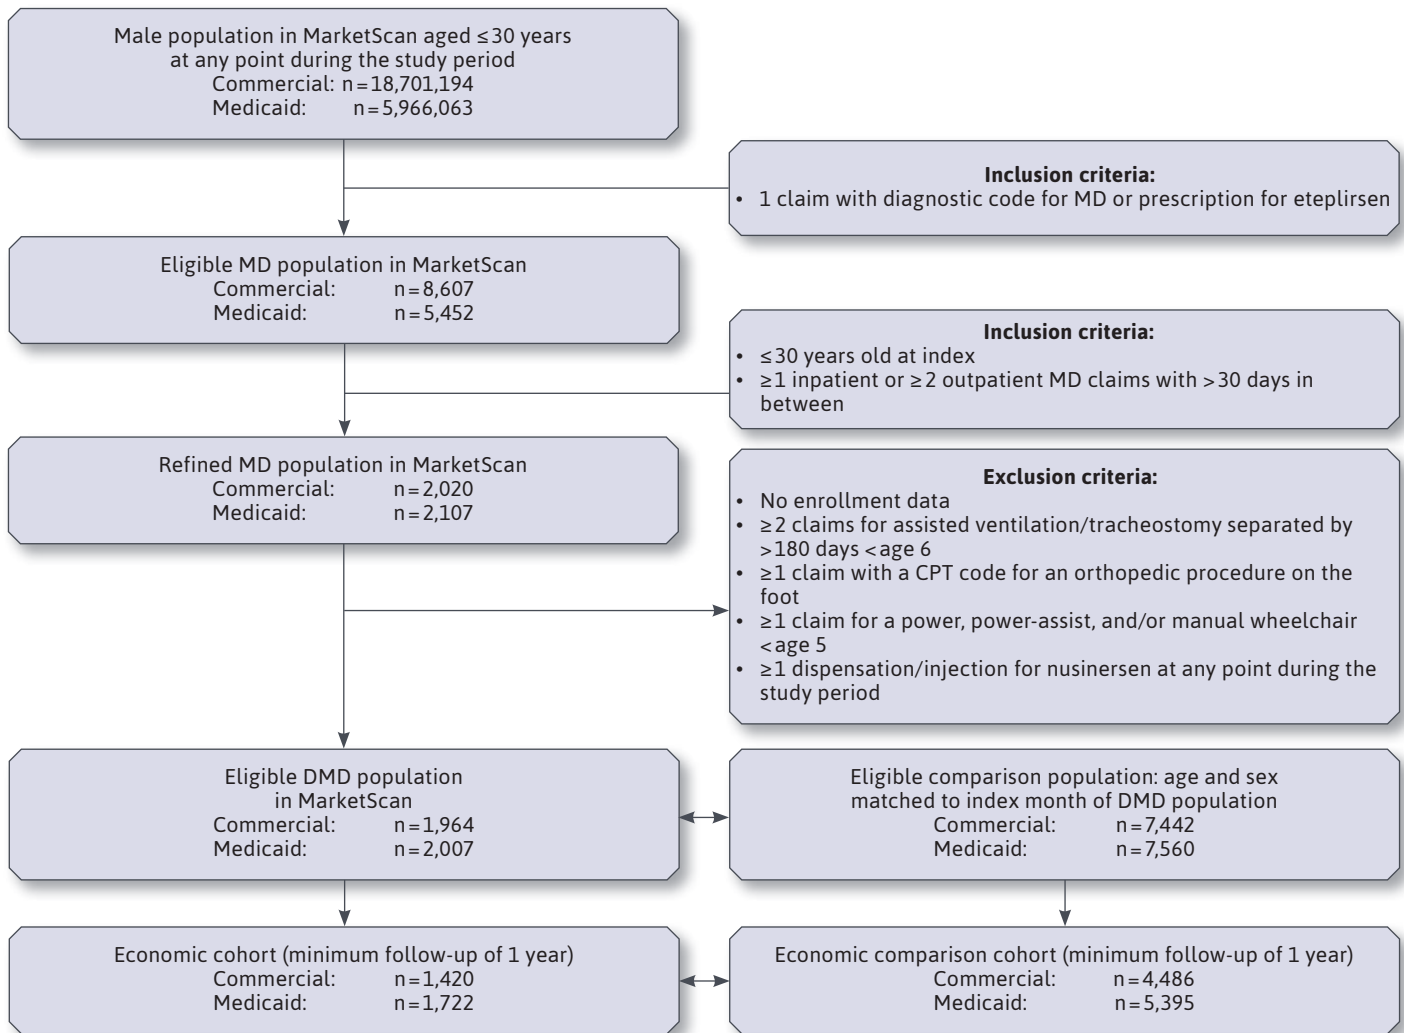 Male population in MarketScan aged ≤30 years
at any point during the study period
Commercial: n=18,701,194
Medicaid: n=5,966,063
Inclusion criteria:
• 1 claim with diagnostic code for MD or prescription for eteplirsen
Eligible MD population in MarketScan
Commercial: n=8,607
Medicaid: n=5,452
Inclusion criteria:
• ≤30 years old at index
• ≥1 inpatient or ≥2 outpatient MD claims with >30 days in
between
Refined MD population in MarketScan
Commercial: n=2,020
Medicaid: n=2,107
Exclusion criteria:
• No enrollment data
• ≥2 claims for assisted ventilation/tracheostomy separated by
>180 days <age 6
• ≥1 claim with a CPT code for an orthopedic procedure on the
foot
• ≥1 claim for a power, power-assist, and/or manual wheelchair
<age 5
• ≥1 dispensation/injection for nusinersen at any point during the
study period
Eligible DMD population
in MarketScan
Commercial: n=1,964
Medicaid: n=2,007
Eligible comparison population: age and sex
matched to index month of DMD population
Commercial: n=7,442
Medicaid: n=7,560
Economic cohort (minimum follow-up of 1 year)
Commercial: n=1,420
Medicaid: n=1,722
Economic comparison cohort (minimum follow-up of 1 year)
Commercial: n=4,486
Medicaid: n=5,395